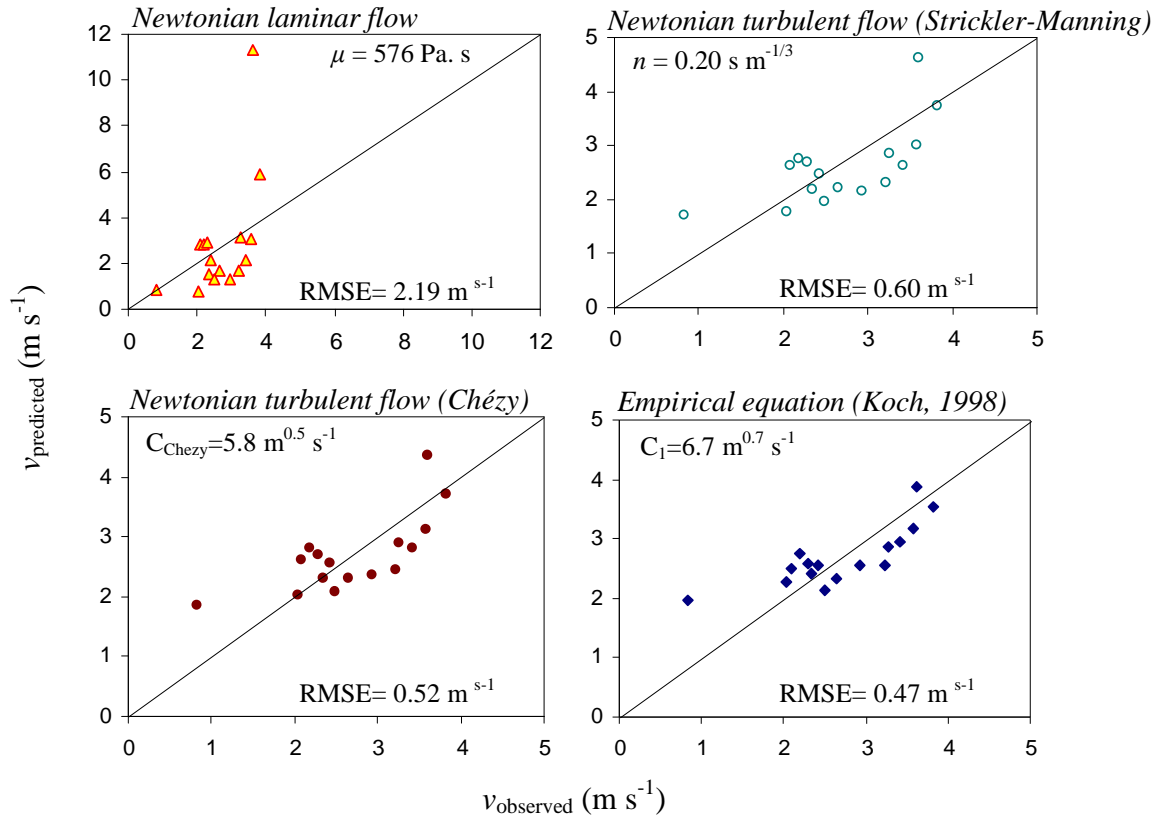 Newtonian laminar flow
μ = 576 Pa. s
12
10
8
6
4
2
0
RMSE= 2.19 m s-1
0 2 4 6 8 10 12
Newtonian turbulent flow (Strickler-Manning)
n = 0.20 s m-1/3
5
4
3
2
1
0
RMSE= 0.60 m s-1
0 1 2 3 4 5
Newtonian turbulent flow (Chézy)
CChezy=5.8 m0.5 s-1
5
4
3
2
1
0
RMSE= 0.52 m s-1
0 1 2 3 4 5
Empirical equation (Koch, 1998)
C1=6.7 m0.7 s-1
5
4
3
2
1
0
RMSE= 0.47 m s-1
0 1 2 3 4 5
vpredicted (m s-1)
vobserved (m s-1)